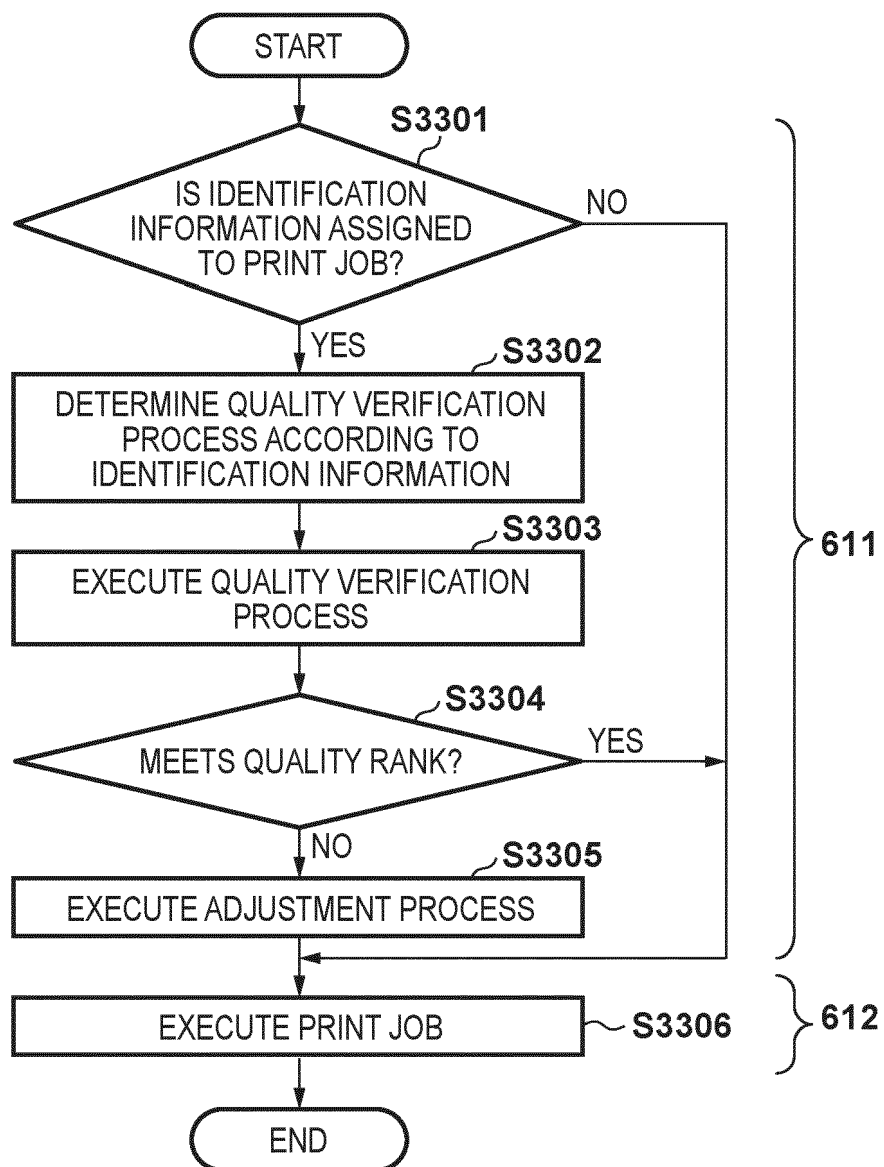 START
S3301
IS IDENTIFICATION
INFORMATION ASSIGNED
TO PRINT JOB?
NO
YES
S3302
DETERMINE QUALITY VERIFICATION
PROCESS ACCORDING TO
IDENTIFICATION INFORMATION
S3303
EXECUTE QUALITY VERIFICATION
PROCESS
611
S3304
MEETS QUALITY RANK?
YES
NO
S3305
EXECUTE ADJUSTMENT PROCESS
EXECUTE PRINT JOB
S3306
612
END